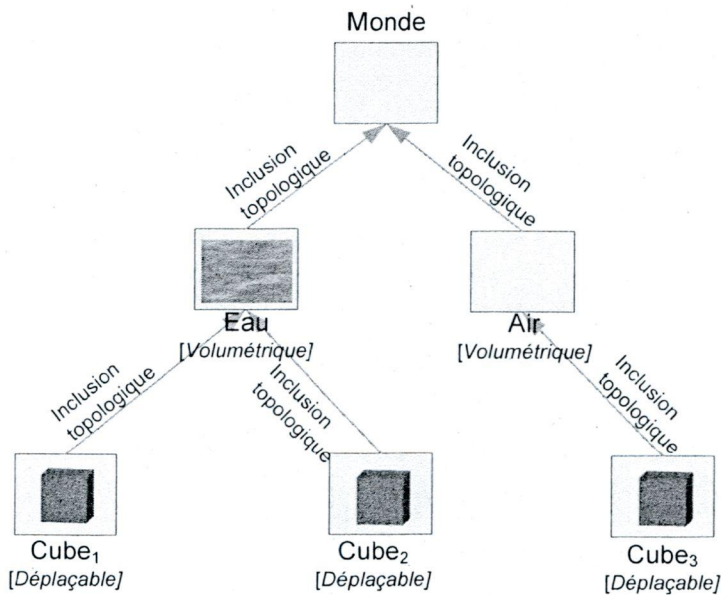 Monde
Inclusion
topologique
Inclusion
topologique
Eau
[Volumétrique]
Air
[Volumétrique]
Inclusion
topologique
Inclusion
topologique
Inclusion
topologique
Cube₁
[Déplaçable]
Cube₂
[Déplaçable]
Cube₃
[Déplaçable]